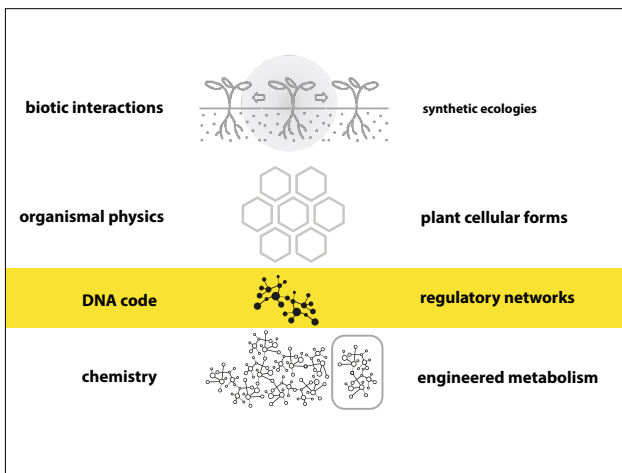 biotic interactions
synthetic ecologies
organismal physics
plant cellular forms
DNA code
regulatory networks
chemistry
engineered metabolism